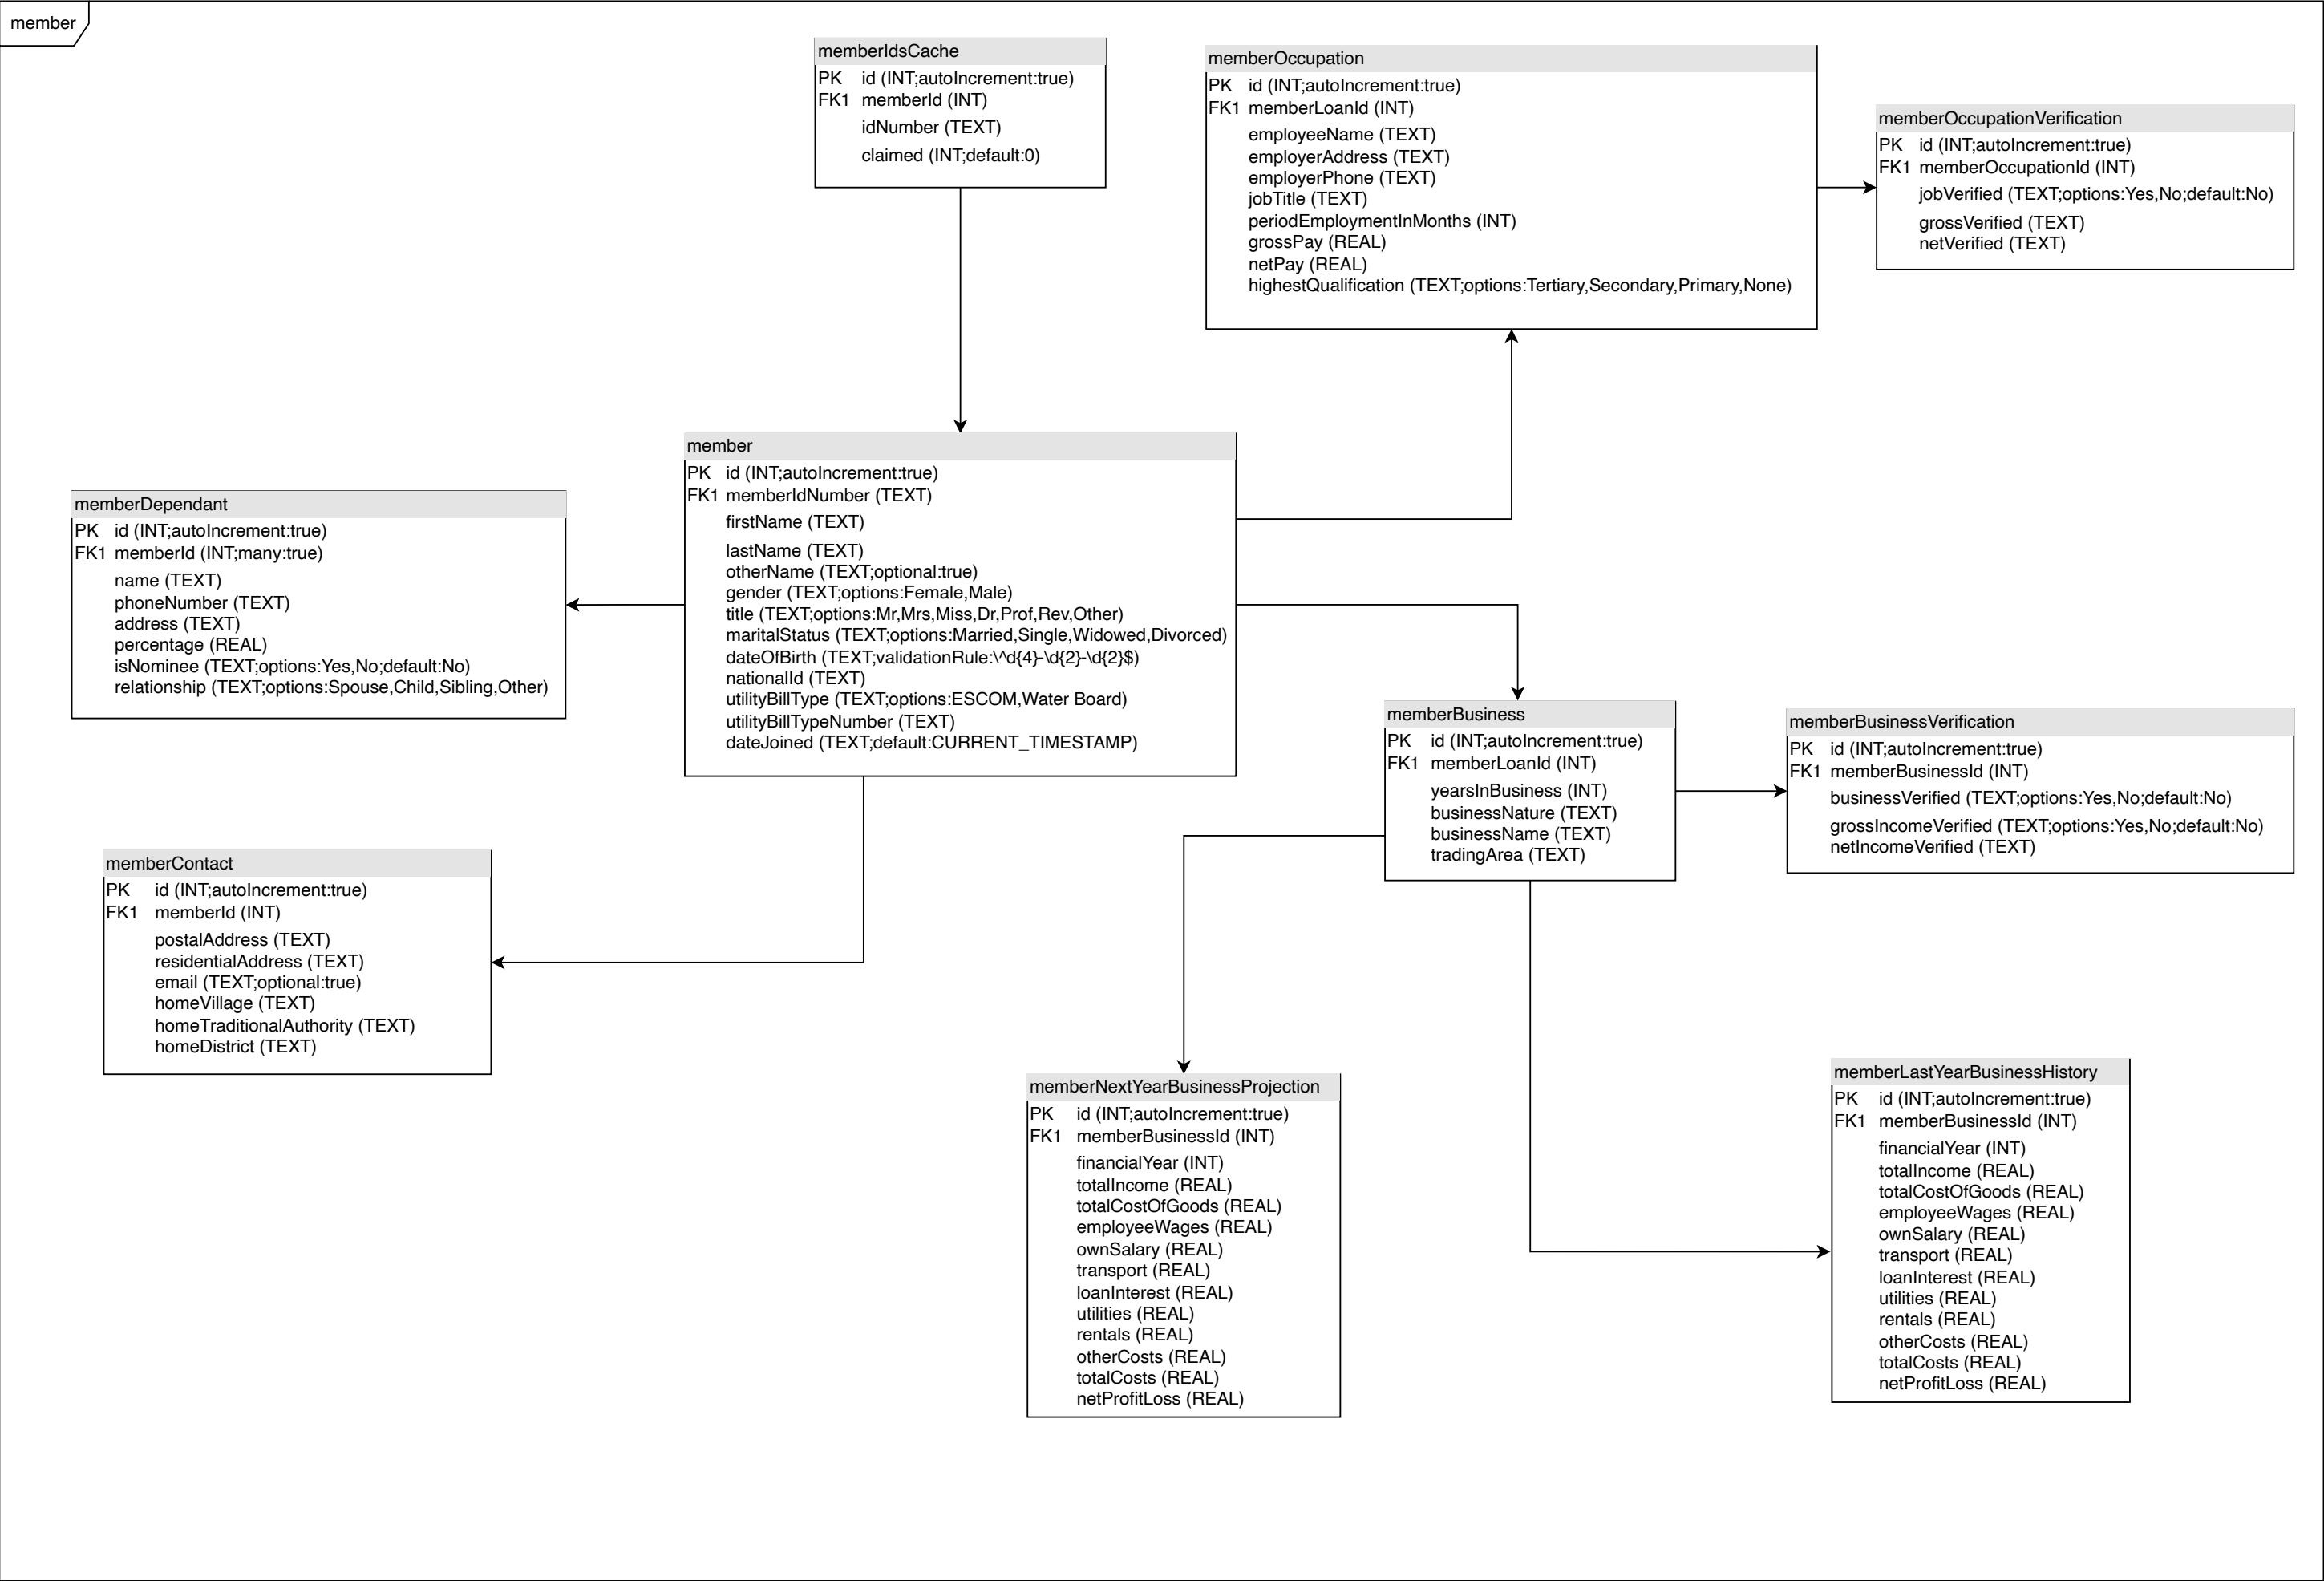 member
memberIdsCache
PK id (INT;autoIncrement:true)
FK1 memberId (INT)
idNumber (TEXT)
claimed (INT;default:0)
memberOccupation
PK id (INT;autoIncrement:true)
FK1 memberLoanId (INT)
employeeName (TEXT)
employerAddress (TEXT)
employerPhone (TEXT)
jobTitle (TEXT)
periodEmploymentInMonths (INT)
grossPay (REAL)
netPay (REAL)
highestQualification (TEXT;options:Tertiary,Secondary,Primary,None)
memberOccupationVerification
PK id (INT;autoIncrement:true)
FK1 memberOccupationId (INT)
jobVerified (TEXT;options:Yes,No;default:No)
grossVerified (TEXT)
netVerified (TEXT)
member
PK id (INT;autoIncrement:true)
FK1 memberIdNumber (TEXT)
firstName (TEXT)
lastName (TEXT)
otherName (TEXT;optional:true)
gender (TEXT;options:Female,Male)
title (TEXT;options:Mr,Mrs,Miss,Dr,Prof,Rev,Other)
maritalStatus (TEXT;options:Married,Single,Widowed,Divorced)
dateOfBirth (TEXT;validationRule:\^d{4}-\d{2}-\d{2}$)
nationalId (TEXT)
utilityBillType (TEXT;options:ESCOM,Water Board)
utilityBillTypeNumber (TEXT)
dateJoined (TEXT;default:CURRENT_TIMESTAMP)
memberDependant
PK id (INT;autoIncrement:true)
FK1 memberId (INT;many:true)
name (TEXT)
phoneNumber (TEXT)
address (TEXT)
percentage (REAL)
isNominee (TEXT;options:Yes,No;default:No)
relationship (TEXT;options:Spouse,Child,Sibling,Other)
memberBusiness
PK id (INT;autoIncrement:true)
FK1 memberLoanId (INT)
yearsInBusiness (INT)
businessNature (TEXT)
businessName (TEXT)
tradingArea (TEXT)
memberBusinessVerification
PK id (INT;autoIncrement:true)
FK1 memberBusinessId (INT)
businessVerified (TEXT;options:Yes,No;default:No)
grossIncomeVerified (TEXT;options:Yes,No;default:No)
netIncomeVerified (TEXT)
memberContact
PK id (INT;autoIncrement:true)
FK1 memberId (INT)
postalAddress (TEXT)
residentialAddress (TEXT)
email (TEXT;optional:true)
homeVillage (TEXT)
homeTraditionalAuthority (TEXT)
homeDistrict (TEXT)
memberNextYearBusinessProjection
PK id (INT;autoIncrement:true)
FK1 memberBusinessId (INT)
financialYear (INT)
totalIncome (REAL)
totalCostOfGoods (REAL)
employeeWages (REAL)
ownSalary (REAL)
transport (REAL)
loanInterest (REAL)
utilities (REAL)
rentals (REAL)
otherCosts (REAL)
totalCosts (REAL)
netProfitLoss (REAL)
memberLastYearBusinessHistory
PK id (INT;autoIncrement:true)
FK1 memberBusinessId (INT)
financialYear (INT)
totalIncome (REAL)
totalCostOfGoods (REAL)
employeeWages (REAL)
ownSalary (REAL)
transport (REAL)
loanInterest (REAL)
utilities (REAL)
rentals (REAL)
otherCosts (REAL)
totalCosts (REAL)
netProfitLoss (REAL)